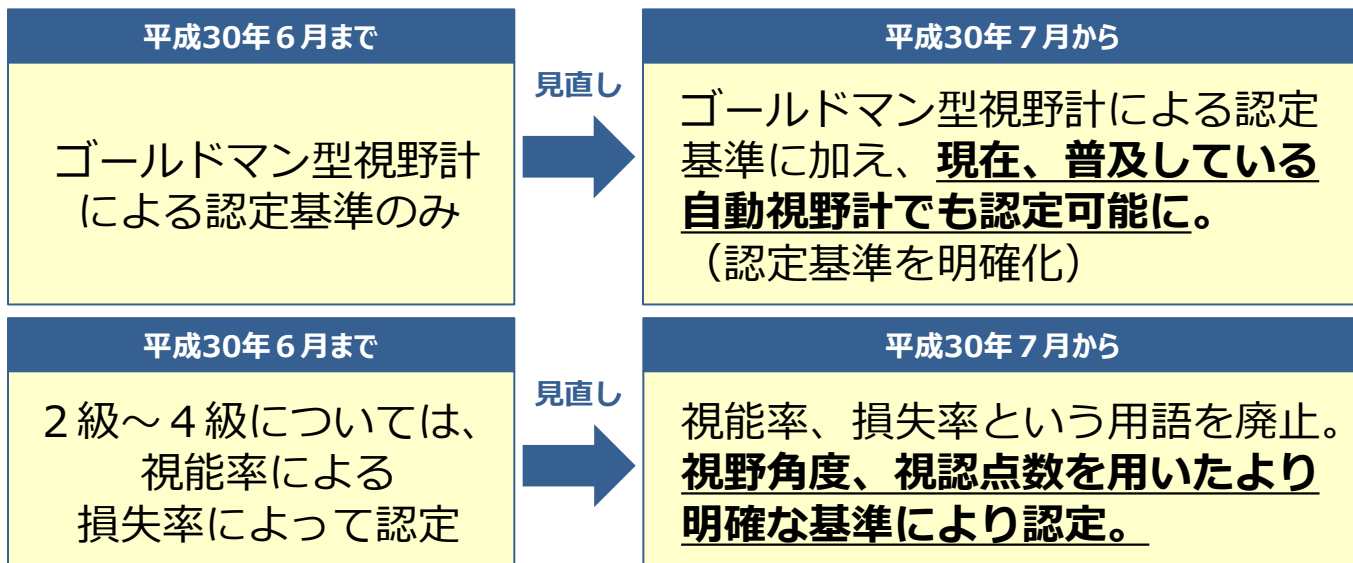 平成30年6月まで
ゴールドマン型視野計
による認定基準のみ
見直し
平成30年7月から
ゴールドマン型視野計による認定
基準に加え、現在、普及している
自動視野計でも認定可能に。
（認定基準を明確化）
平成30年6月まで
２級～４級については、
視能率による
損失率によって認定
見直し
平成30年7月から
視能率、損失率という用語を廃止。
視野角度、視認点数を用いたより
明確な基準により認定。